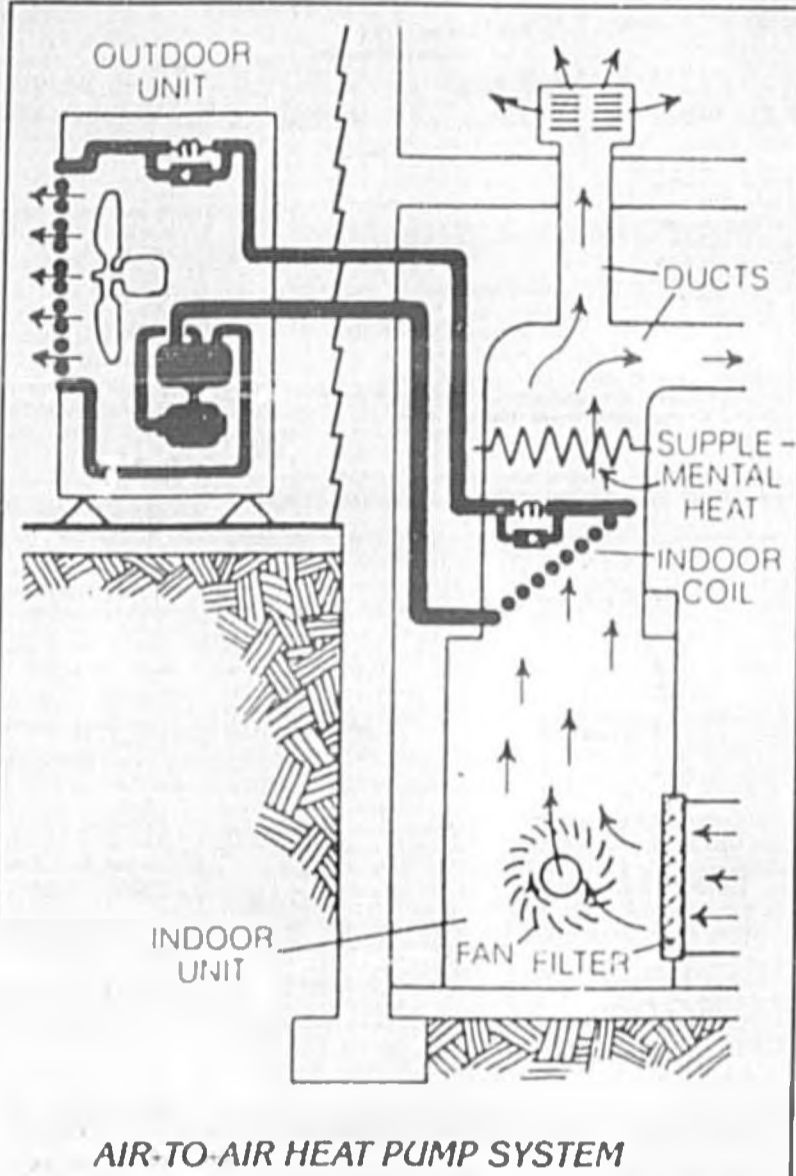 OUTDOOR
UNIT
DUCTS
SUPPLE-
MENTAL
HEAT
INDOOR
COIL
INDOOR
UNIT
FAN
FILTER
AIR-TO-AIR HEAT PUMP SYSTEM